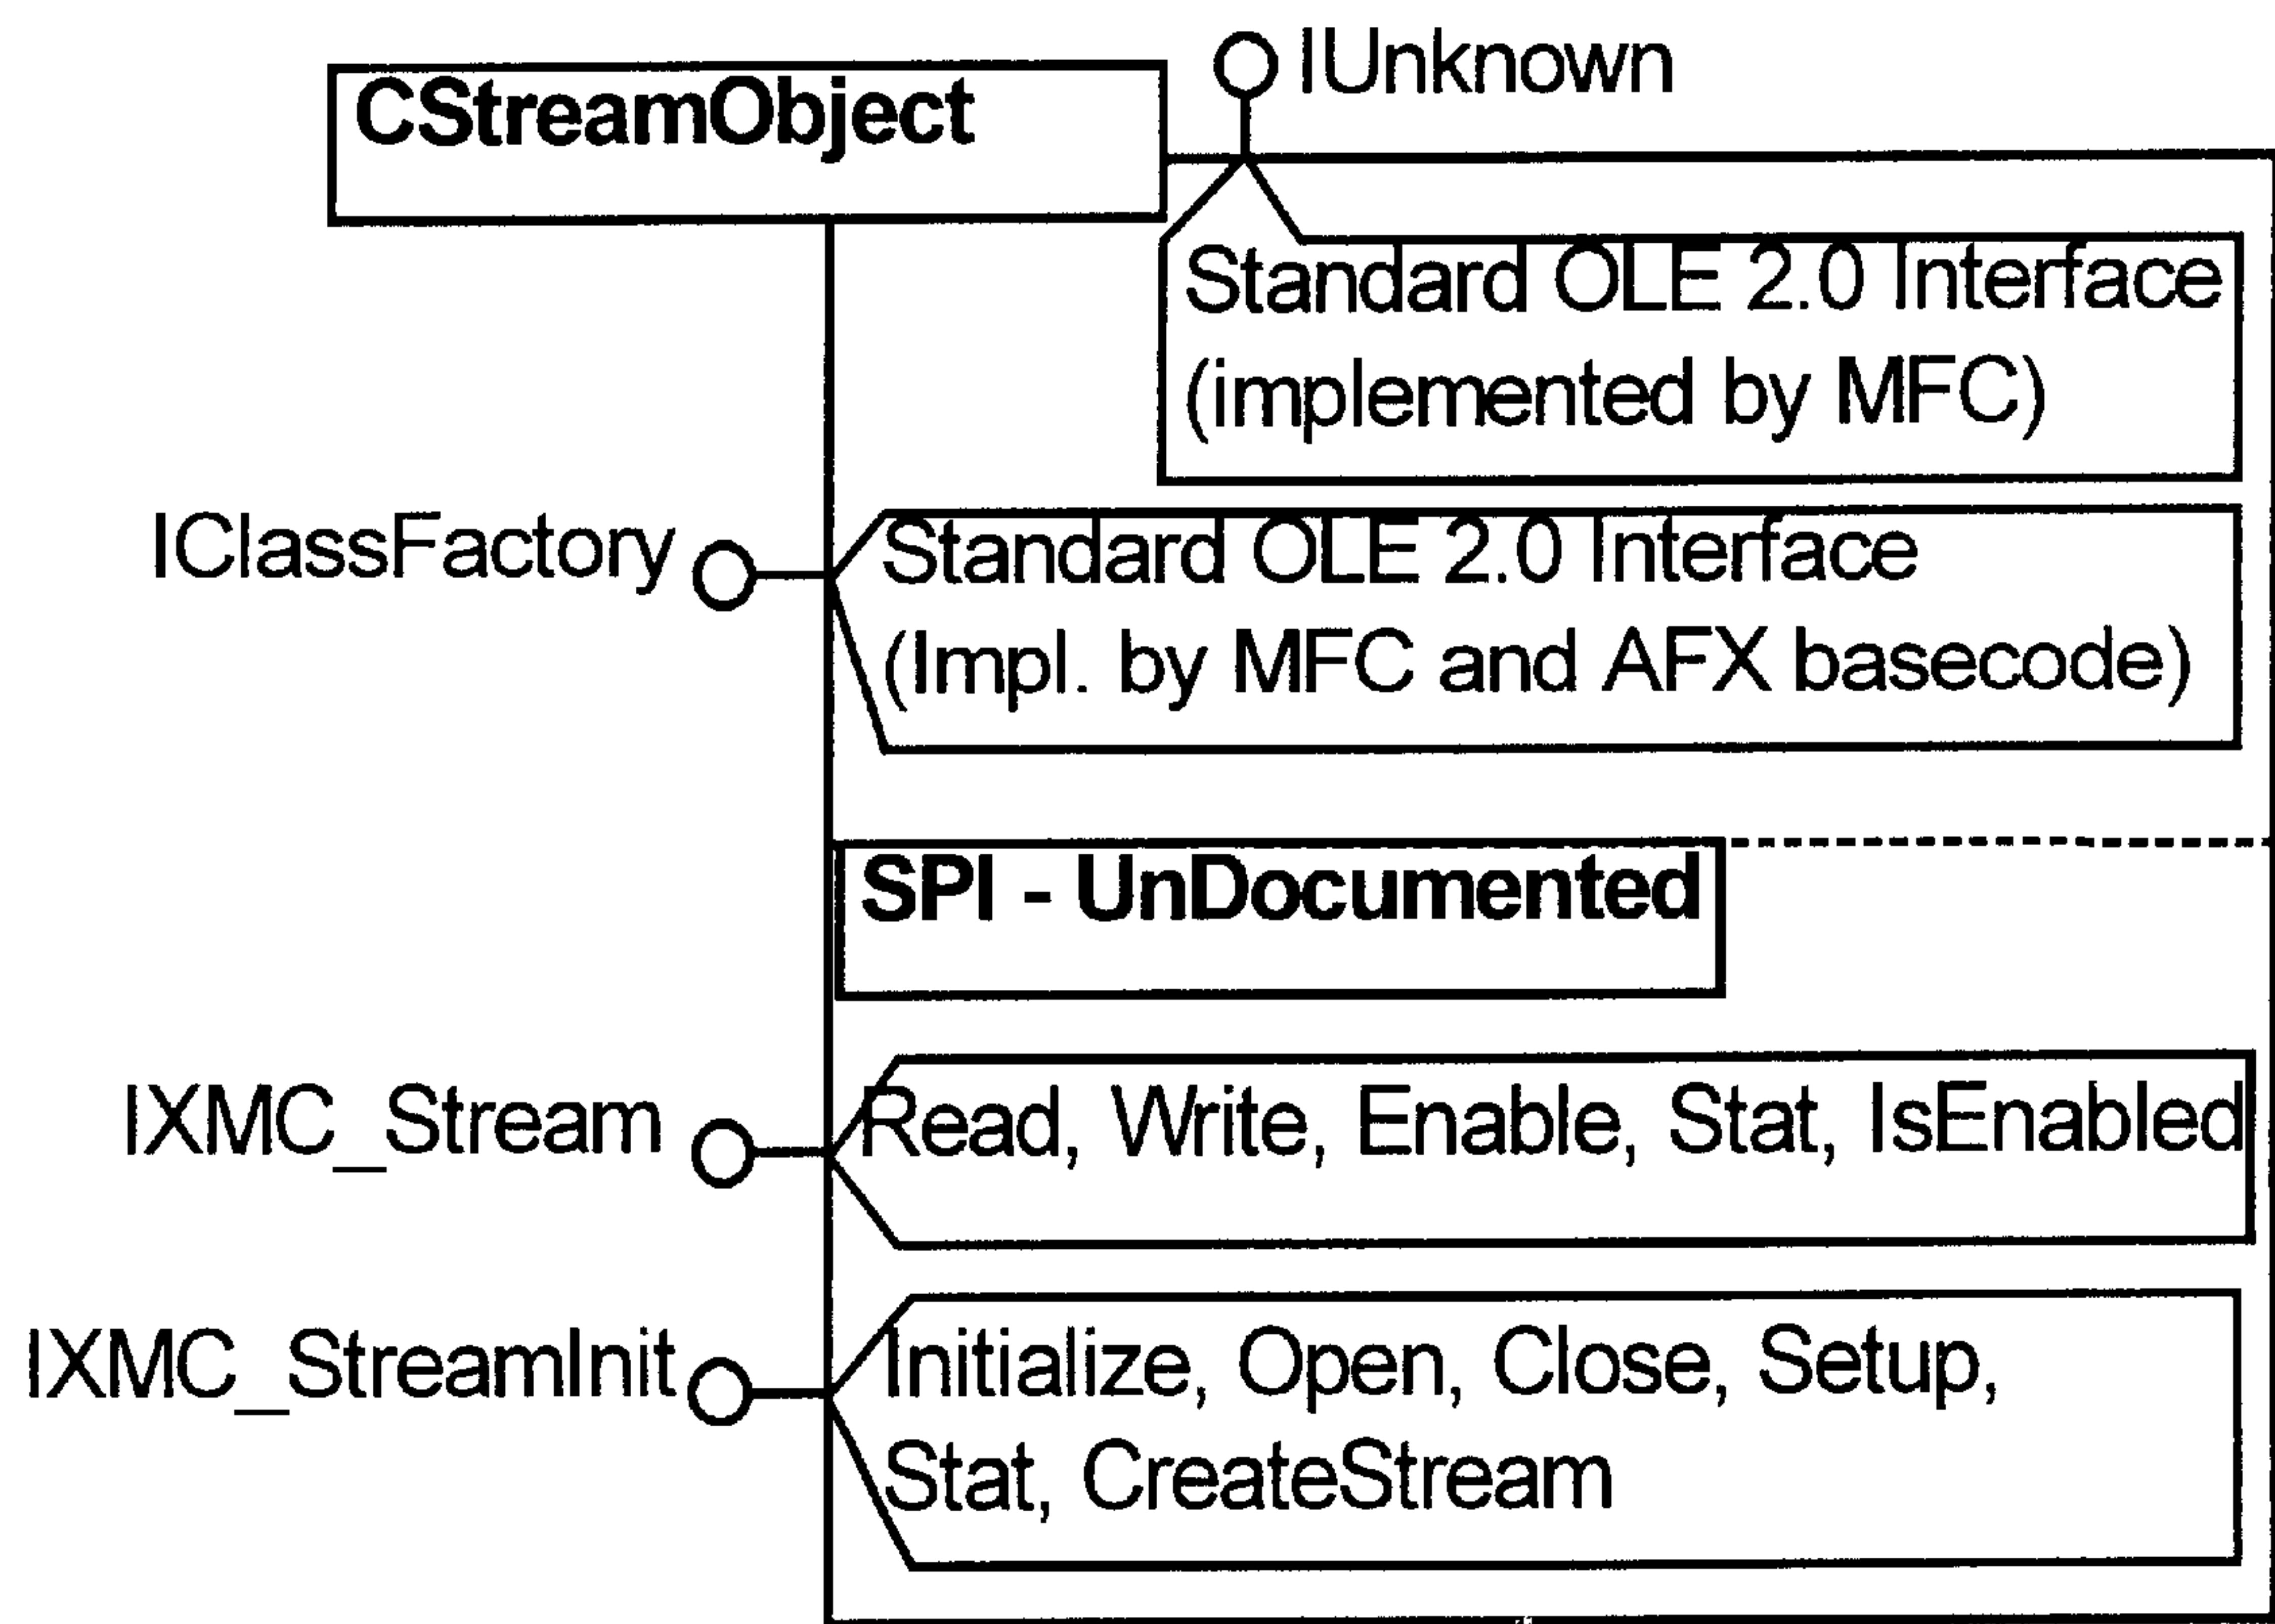 IUnknown
CStreamObject
Standard OLE 2.0 Interface
(implemented by MFC)
IClassFactory
Standard OLE 2.0 Interface
(Impl. by MFC and AFX basecode)
SPI - UnDocumented
IXMC_Stream
Read, Write, Enable, Stat, IsEnabled
IXMC_StreamInit
Initialize, Open, Close, Setup,
Stat, CreateStream